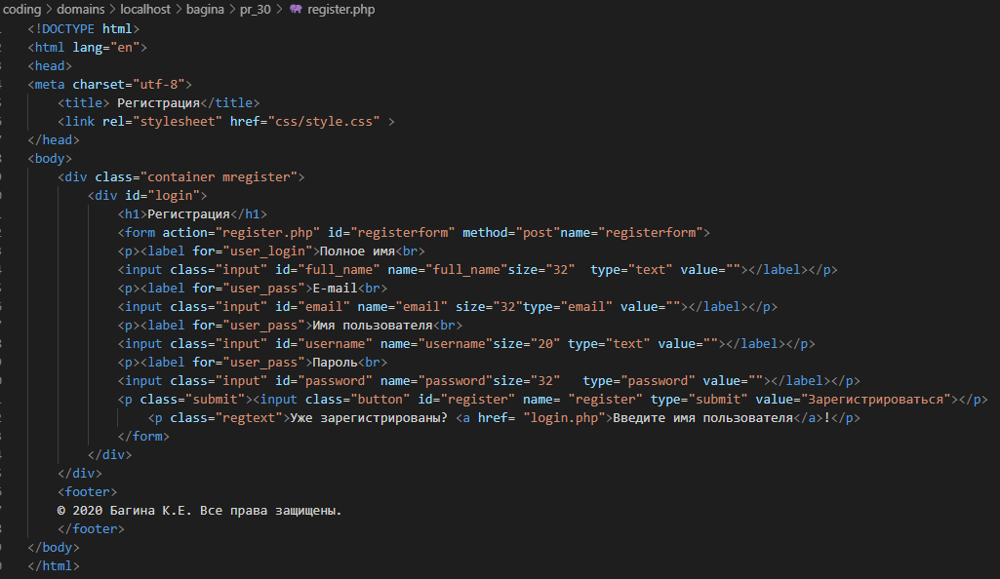 coding > domains > localhost > bagina > pr_30 > register.php
<!DOCTYPE html>
<html lang="en">
<head>
<meta charset="utf-8">
<title> Регистрация</title>
<link rel="stylesheet" href="css/style.css" >
</head>
<body>
<div class="container mregister">
<div id="login">
<h1>Регистрация</h1>
<form action="register.php" id="registerform" method="post"name="registerform">
<p><label for="user_login">Полное имя<br>
<input class="input" id="full_name" name="full_name"size="32"  type="text" value=""></label></p>
<p><label for="user_pass">E-mail<br>
<input class="input" id="email" name="email" size="32"type="email" value=""></label></p>
<p><label for="user_pass">Имя пользователя<br>
<input class="input" id="username" name="username"size="20" type="text" value=""></label></p>
<p><label for="user_pass">Пароль<br>
<input class="input" id="password" name="password"size="32"   type="password" value=""></label></p>
<p class="submit"><input class="button" id="register" name= "register" type="submit" value="Зарегистрироваться"></p>
<p class="regtext">Уже зарегистрированы? <a href= "login.php">Введите имя пользователя</a>!</p>
</form>
</div>
</div>
<footer>
© 2020 Багина К.Е. Все права защищены.
</footer>
</body>
</html>